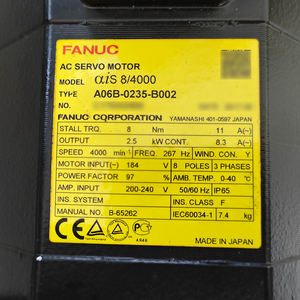 FANUC
AC SERVO MOTOR
MODEL αiS 8/4000
TYPE A06B-0235-B002
NO.
FANUC CORPORATION YAMANASHI 401-0597 JAPAN
STALL TRQ. 8 Nm 11 A(~)
OUTPUT 2.5 kW CONT. 8.3 A(~)
SPEED 4000 min⁻¹ FREQ. 267 Hz WIND. CON. Y
MOTOR INPUT(~) 184 V 8 POLES 3 PHASES
POWER FACTOR 97 % AMB. TEMP. 0-40 ℃
AMP. INPUT 200-240 V 50/60 Hz IP65
INS. SYSTEM INS. CLASS F
MANUAL NO. B-65262 IEC60034-1 7.4 kg
CE
MADE IN JAPAN